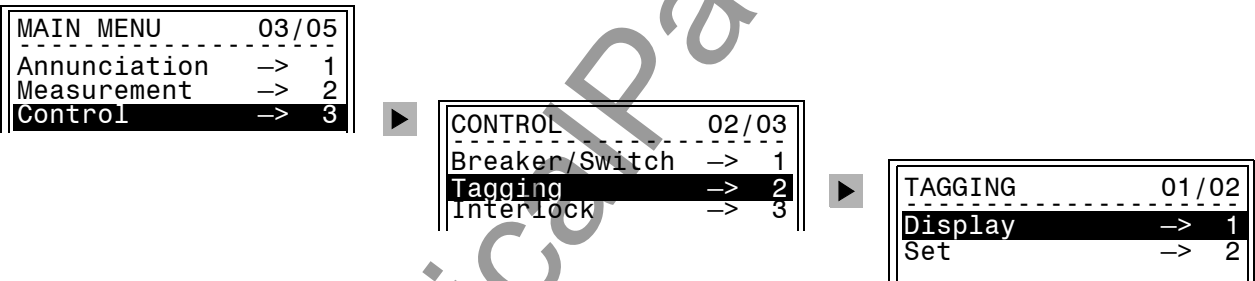 MAIN MENU 03/05
---------------------
Annunciation —> 1
Measurement —> 2
Control —> 3
CONTROL 02/03
---------------------
Breaker/Switch —> 1
Tagging —> 2
Interlock —> 3
TAGGING 01/02
---------------------
Display —> 1
Set —> 2